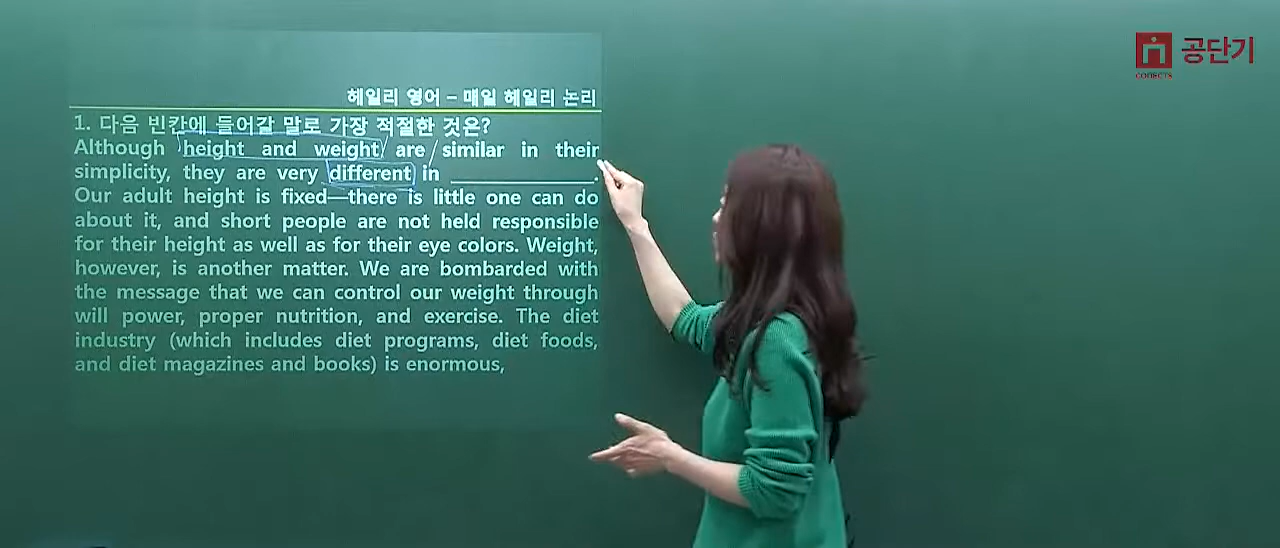 공단기
CONECTS
헤일리 영어 – 매일 헤일리 논리
1. 다음 빈칸에 들어갈 말로 가장 적절한 것은?
Although height and weight are similar in their
simplicity, they are very different in ____________.
Our adult height is fixed—there is little one can do
about it, and short people are not held responsible
for their height as well as for their eye colors. Weight,
however, is another matter. We are bombarded with
the message that we can control our weight through
will power, proper nutrition, and exercise. The diet
industry (which includes diet programs, diet foods,
and diet magazines and books) is enormous,